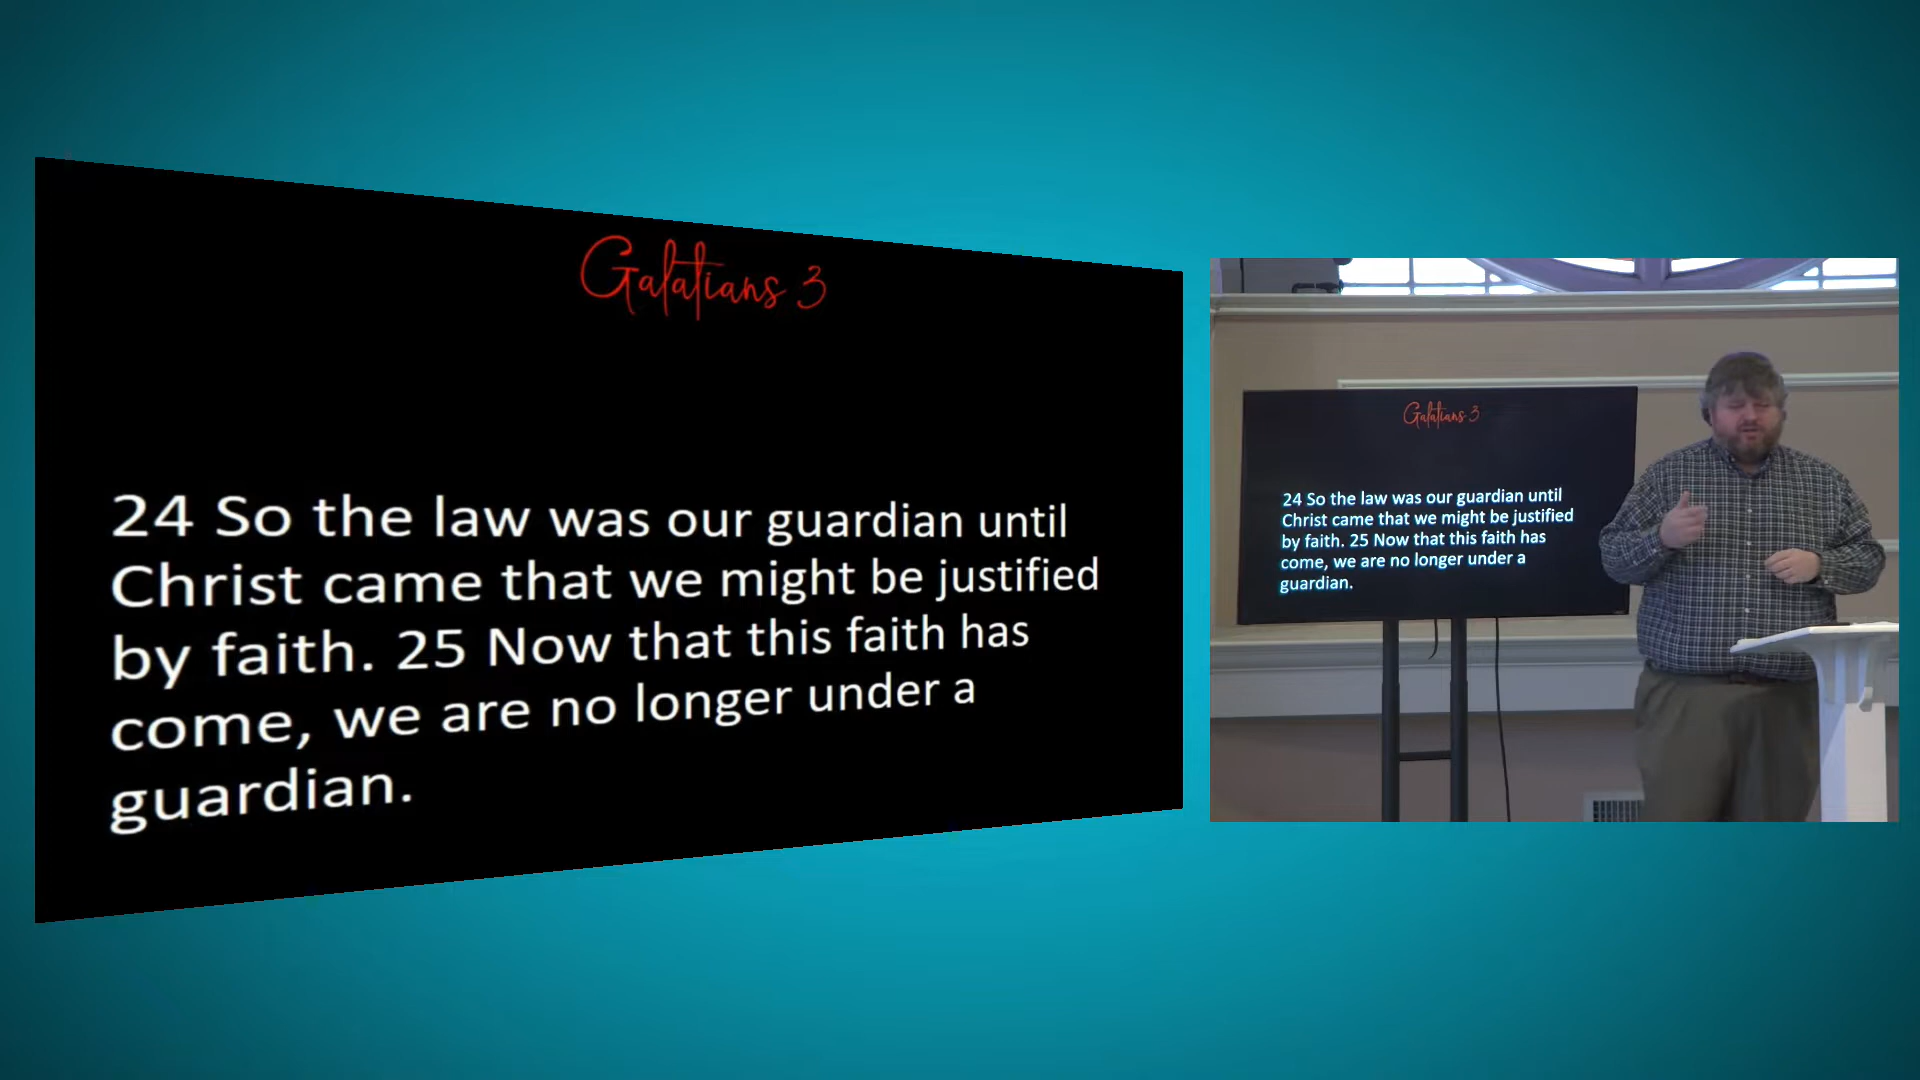 Galatians 3
24 So the law was our guardian until
Christ came that we might be justified
by faith. 25 Now that this faith has
come, we are no longer under a
guardian.
Galatians 3
24 So the law was our guardian until
Christ came that we might be justified
by faith. 25 Now that this faith has
come, we are no longer under a
guardian.